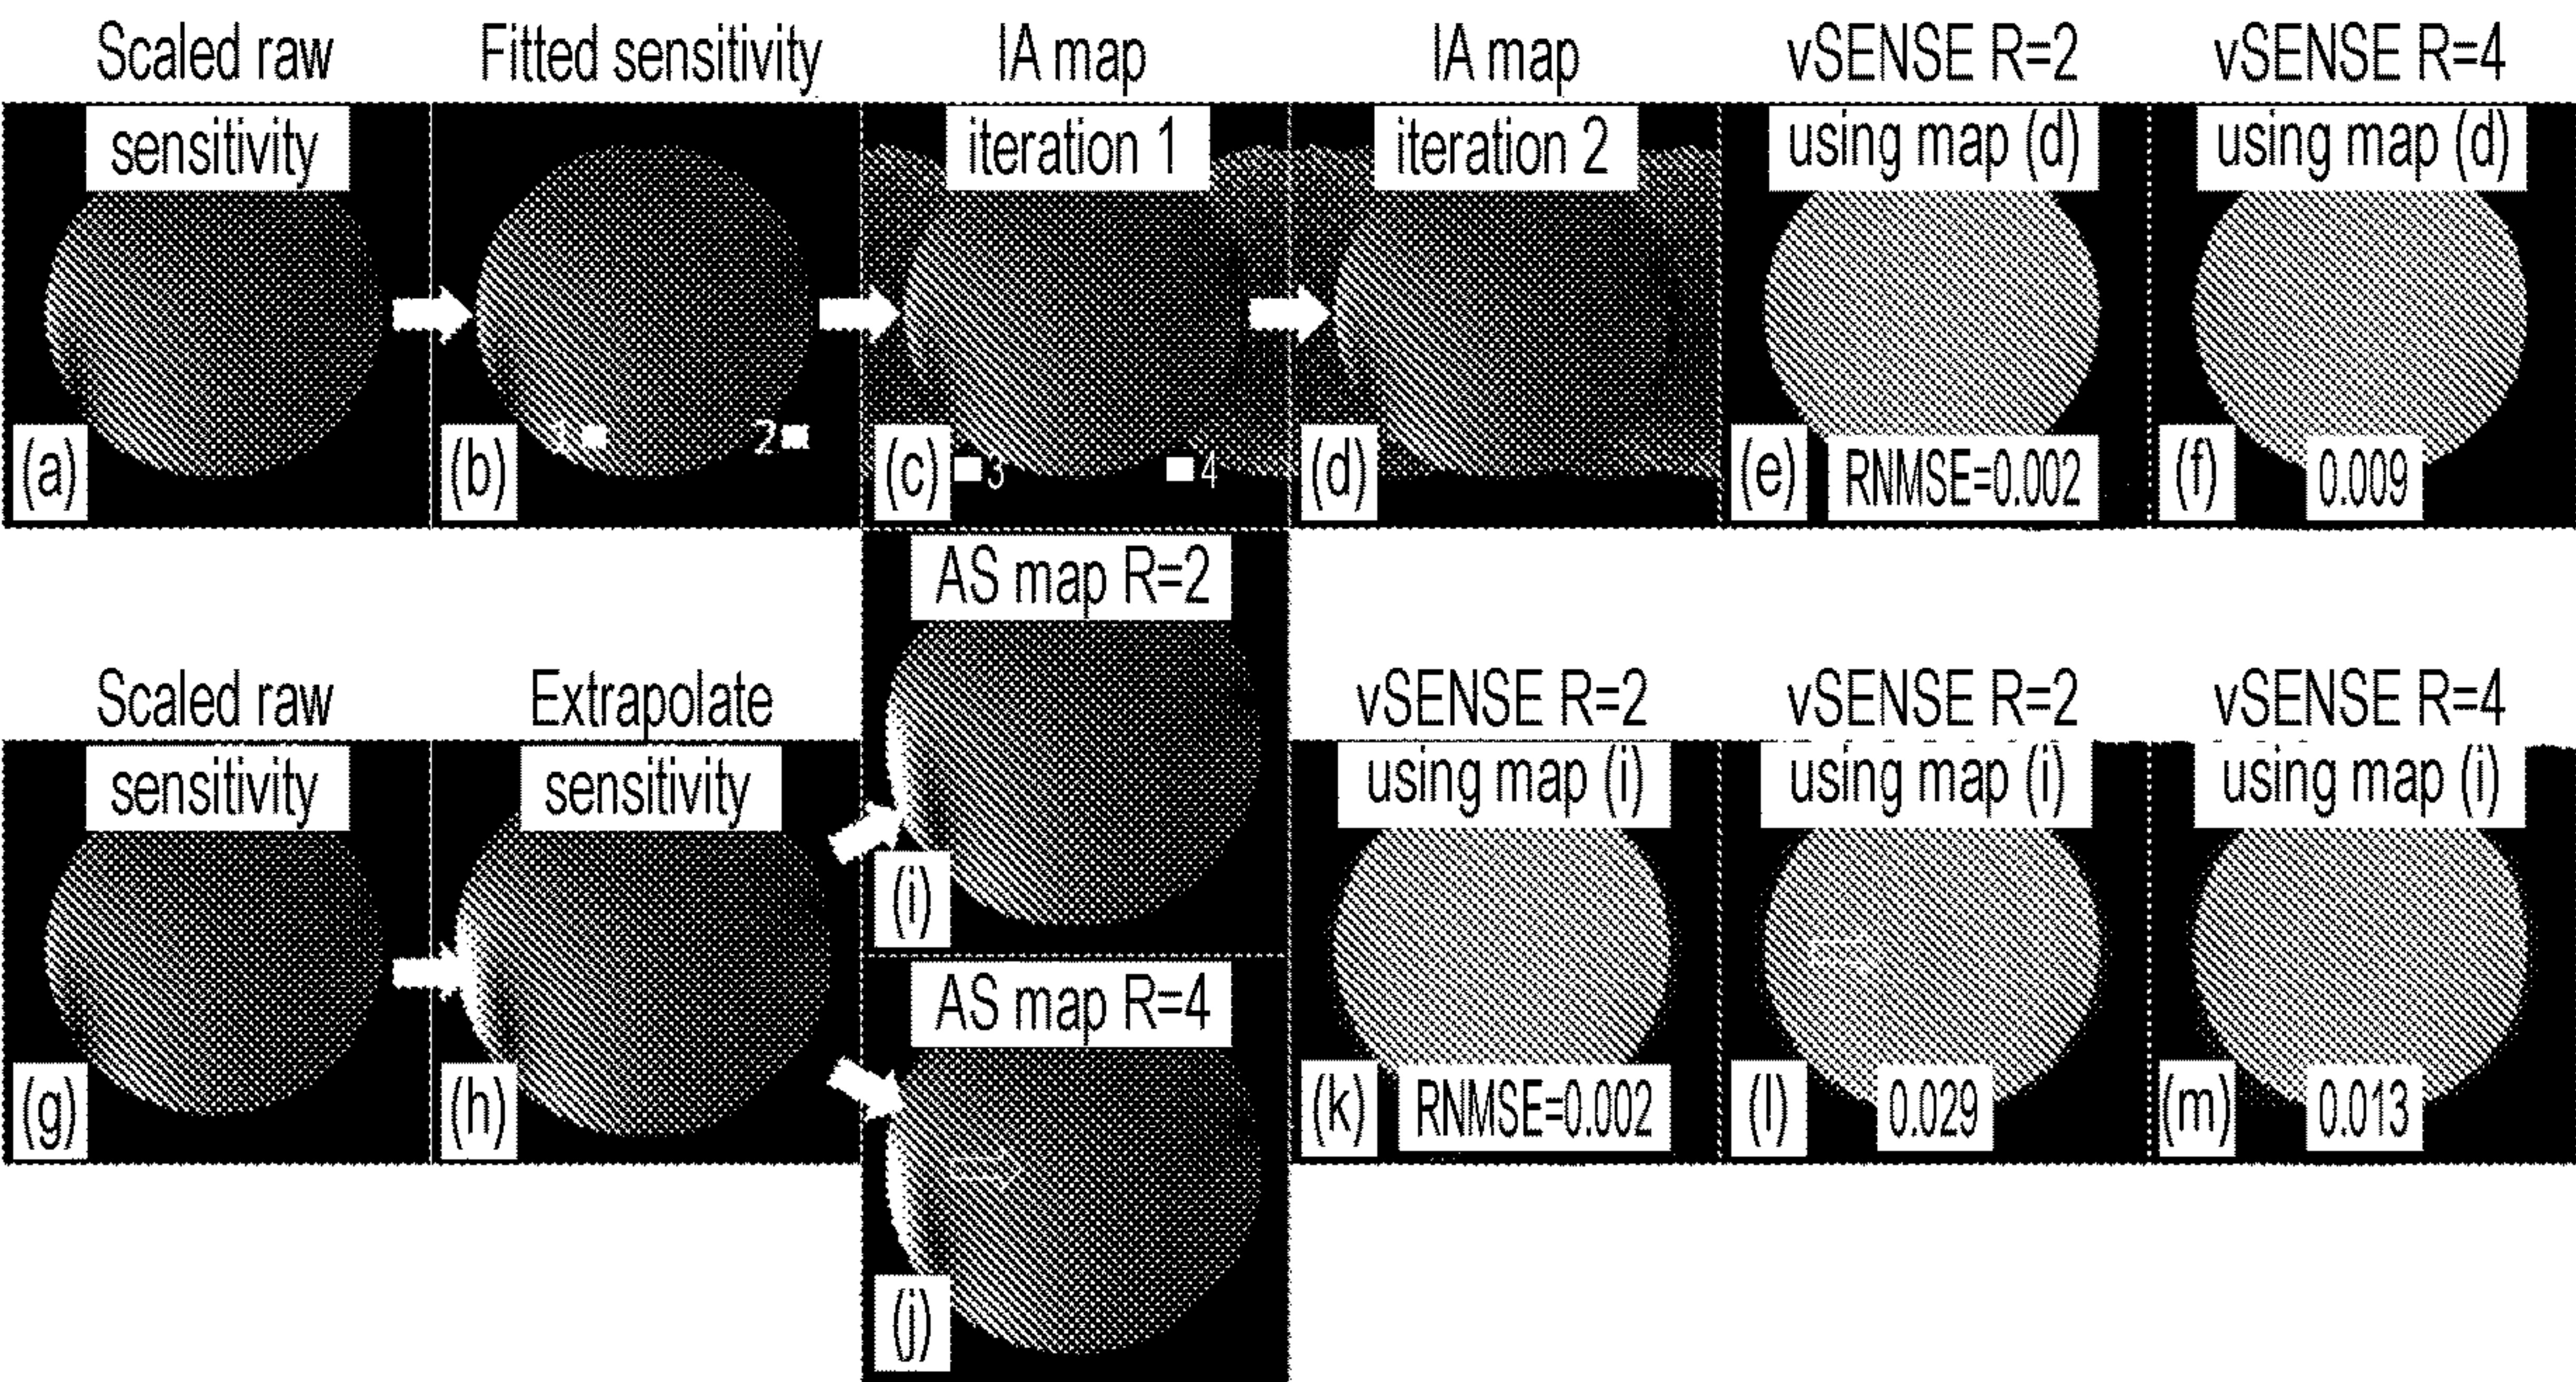 Scaled raw
sensitivity
(a)
Fitted sensitivity
1
2
(b)
IA map
iteration 1
3
4
(c)
IA map
iteration 2
(d)
vSENSE R=2
using map (d)
(e)
RNMSE=0.002
vSENSE R=4
using map (d)
(f)
0.009
Scaled raw
sensitivity
(g)
Extrapolate
sensitivity
(h)
AS map R=2
(i)
AS map R=4
(j)
vSENSE R=2
using map (i)
(k)
RNMSE=0.002
vSENSE R=2
using map (i)
(l)
0.029
vSENSE R=4
using map (i)
(m)
0.013